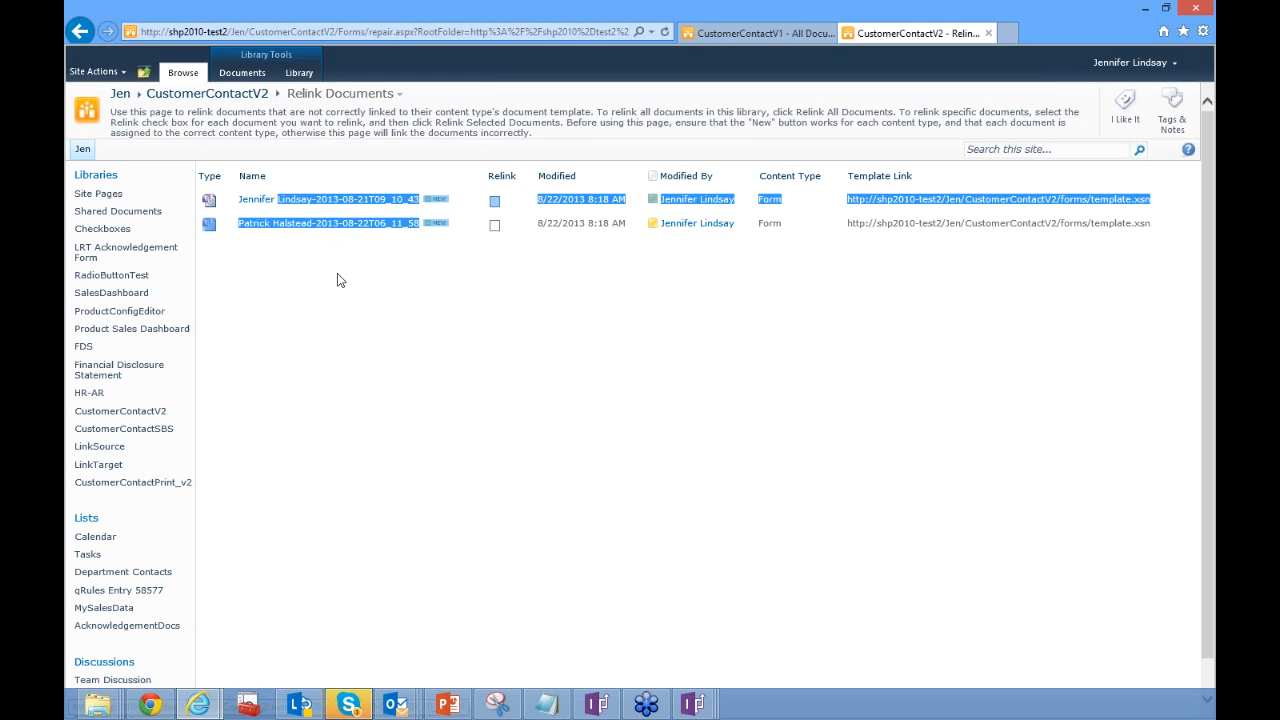 http://shp2010-test2/Jen/CustomerContactV2/Forms/repair.aspx?RootFolder=http%3A%2F%2Fshp2010%2Dtest2%2
CustomerContactV1 - All Docu...
CustomerContactV2 - Relin...
Library Tools
Site Actions
Browse
Documents
Library
Jennifer Lindsay
Jen
CustomerContactV2
Relink Documents
Use this page to relink documents that are not correctly linked to their content type's document template. To relink all documents in this library, click Relink All Documents. To relink specific documents, select the
Relink check box for each document you want to relink, and then click Relink Selected Documents. Before using this page, ensure that the "New" button works for each content type, and that each document is
assigned to the correct content type, otherwise this page will link the documents incorrectly.
I Like It
Tags &
Notes
Jen
Search this site...
Libraries
Site Pages
Shared Documents
Checkboxes
LRT Acknowledgement
Form
RadioButtonTest
SalesDashboard
ProductConfigEditor
Product Sales Dashboard
FDS
Financial Disclosure
Statement
HR-AR
CustomerContactV2
CustomerContactSBS
LinkSource
LinkTarget
CustomerContactPrint_v2
Lists
Calendar
Tasks
Department Contacts
qRules Entry 58577
MySalesData
AcknowledgementDocs
Discussions
Team Discussion
Type Name Relink Modified Modified By Content Type Template Link
Jennifer Lindsay-2013-08-21T09_10_43 NEW 8/22/2013 8:18 AM Jennifer Lindsay Form http://shp2010-test2/Jen/CustomerContactV2/forms/template.xsn
Patrick Halstead-2013-08-22T06_11_58 NEW 8/22/2013 8:18 AM Jennifer Lindsay Form http://shp2010-test2/Jen/CustomerContactV2/forms/template.xsn